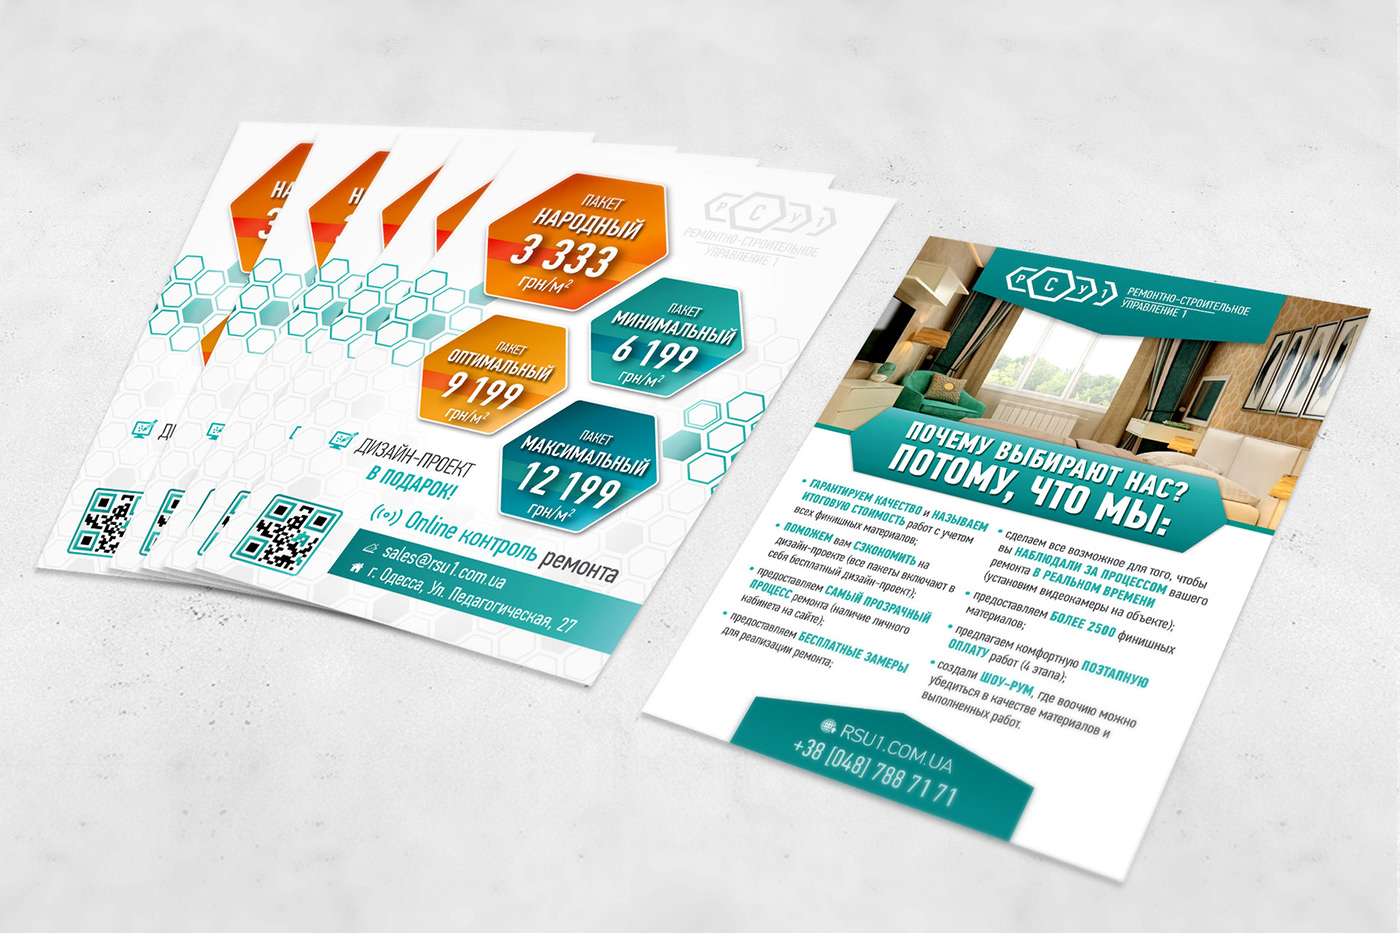 НА
3
Н
3
ПАКЕТ
НАРОДНЫЙ
3 333
грн/м²
РСУ1
РЕМОНТНО-СТРОИТЕЛЬНОЕ
УПРАВЛЕНИЕ 1
ПАКЕТ
МИНИМАЛЬНЫЙ
6 199
грн/м²
ПАКЕТ
ОПТИМАЛЬНЫЙ
9 199
грн/м²
ПАКЕТ
МАКСИМАЛЬНЫЙ
12 199
грн/м²
ДИЗАЙН-ПРОЕКТ
В ПОДАРОК!
Online контроль ремонта
sales@rsu1.com.ua
г. Одесса, Ул. Педагогическая, 27
РСУ1
РЕМОНТНО-СТРОИТЕЛЬНОЕ
УПРАВЛЕНИЕ 1
ПОЧЕМУ ВЫБИРАЮТ НАС?
ПОТОМУ, ЧТО МЫ:
• ГАРАНТИРУЕМ КАЧЕСТВО и НАЗЫВАЕМ
ИТОГОВУЮ СТОИМОСТЬ работ с учетом
всех финишных материалов;
• ПОМОЖЕМ вам СЭКОНОМИТЬ на
дизайн-проекте (все пакеты включают в
себя бесплатный дизайн-проект);
• предоставляем САМЫЙ ПРОЗРАЧНЫЙ
ПРОЦЕСС ремонта (наличие личного
кабинета на сайте);
• предоставляем БЕСПЛАТНЫЕ ЗАМЕРЫ
для реализации ремонта;
• сделаем все возможное для того, чтобы
вы НАБЛЮДАЛИ ЗА ПРОЦЕССОМ вашего
ремонта В РЕАЛЬНОМ ВРЕМЕНИ
(установим видеокамеры на объекте);
• предоставляем БОЛЕЕ 2500 финишных
материалов;
• предлагаем комфортную ПОЭТАПНУЮ
ОПЛАТУ работ (4 этапа);
• создали ШОУ-РУМ, где воочию можно
убедиться в качестве материалов и
выполненных работ.
RSU1.COM.UA
+38 [048] 788 71 71